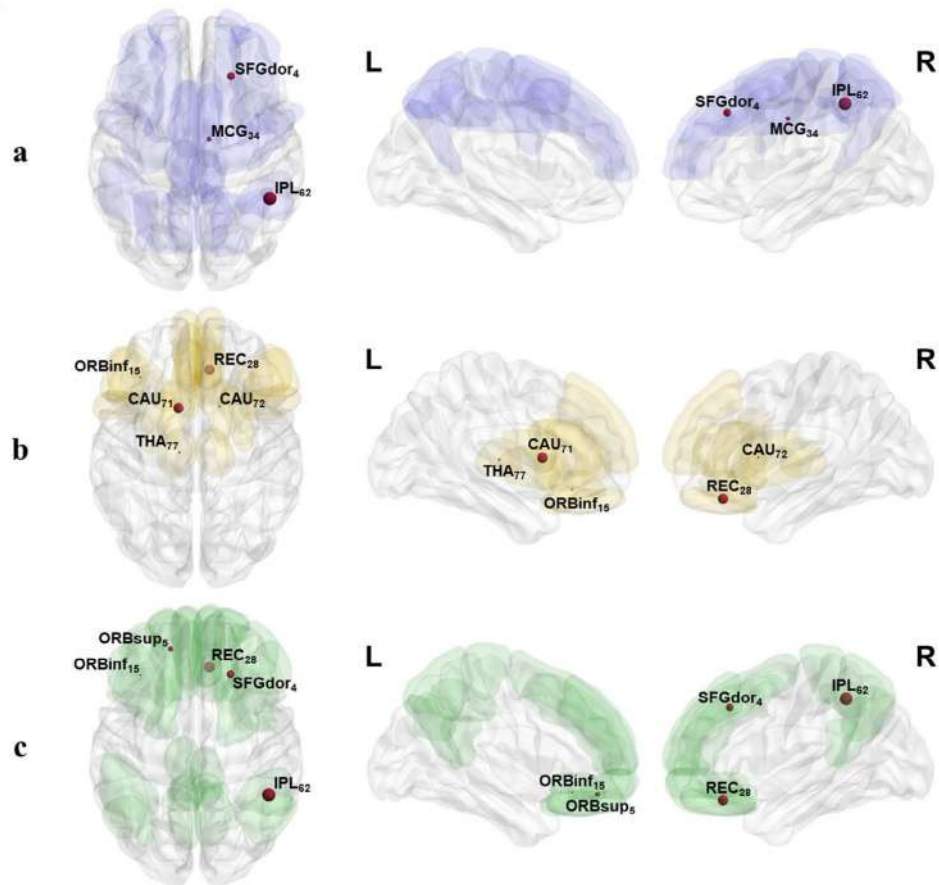 SFGdor4
MCG34
IPL62
a
L
R
SFGdor4
IPL62
MCG34
ORBinf15
REC28
CAU71
CAU72
THA77
b
L
R
CAU71
THA77
ORBinf15
CAU72
REC28
ORBsup5
ORBinf15
REC28
SFGdor4
IPL62
c
L
R
ORBinf15
ORBsup5
SFGdor4
IPL62
REC28